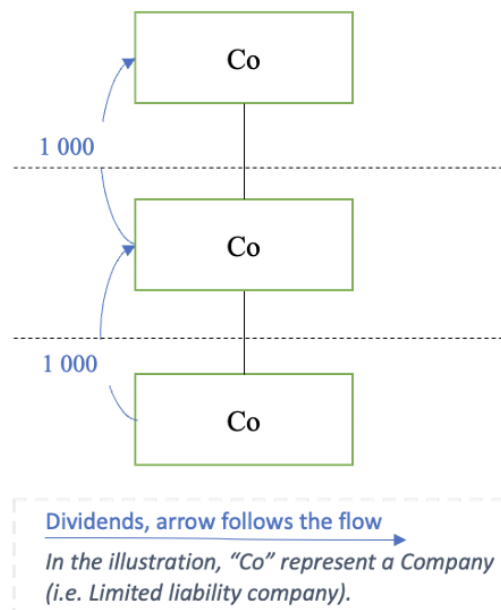 Co
1 000
Co
1 000
Co
Dividends, arrow follows the flow
In the illustration, “Co” represent a Company
(i.e. Limited liability company).